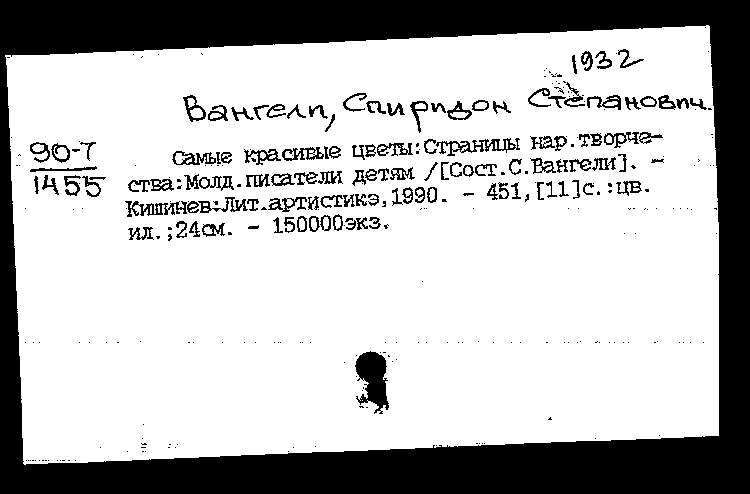 1932
Вангели, Спиридон Степанович.
90-7
1455
Самые красивые цветы:Страницы нар.творче-
ства:Молд.писатели детям /[Сост.С.Вангели]. -
Кишинев:Лит.артистикэ,1990. - 451,[11]с.:цв.
ил.;24см. - 150000экз.